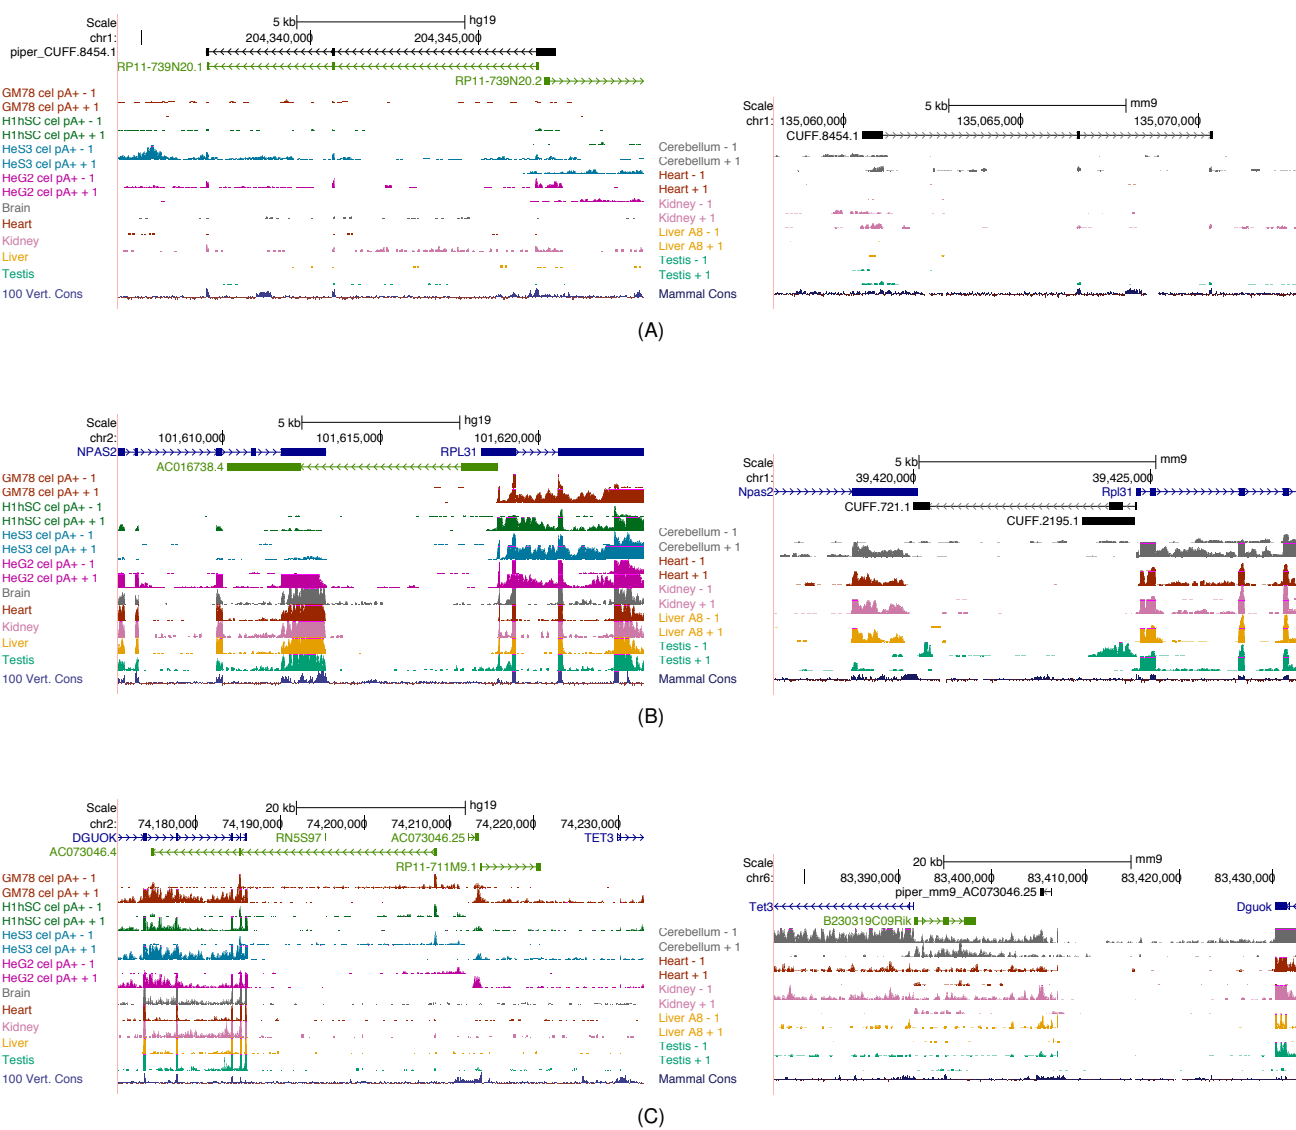 Scale 5 kb hg19
chr1: 204,340,000 204,345,000
piper_CUFF.8454.1
RP11-739N20.1
RP11-739N20.2
GM78 cel pA+ - 1
GM78 cel pA+ + 1
H1hSC cel pA+ - 1
H1hSC cel pA+ + 1
HeS3 cel pA+ - 1
HeS3 cel pA+ + 1
HeG2 cel pA+ - 1
HeG2 cel pA+ + 1
Brain
Heart
Kidney
Liver
Testis
100 Vert. Cons
Scale 5 kb mm9
chr1: 135,060,000 135,065,000 135,070,000
CUFF.8454.1
Cerebellum - 1
Cerebellum + 1
Heart - 1
Heart + 1
Kidney - 1
Kidney + 1
Liver A8 - 1
Liver A8 + 1
Testis - 1
Testis + 1
Mammal Cons
(A)
Scale 5 kb hg19
chr2: 101,610,000 101,615,000 101,620,000
NPAS2 RPL31
AC016738.4
GM78 cel pA+ - 1
GM78 cel pA+ + 1
H1hSC cel pA+ - 1
H1hSC cel pA+ + 1
HeS3 cel pA+ - 1
HeS3 cel pA+ + 1
HeG2 cel pA+ - 1
HeG2 cel pA+ + 1
Brain
Heart
Kidney
Liver
Testis
100 Vert. Cons
Scale 5 kb mm9
chr1: 39,420,000 39,425,000
Npas2 Rpl31
CUFF.721.1
CUFF.2195.1
Cerebellum - 1
Cerebellum + 1
Heart - 1
Heart + 1
Kidney - 1
Kidney + 1
Liver A8 - 1
Liver A8 + 1
Testis - 1
Testis + 1
Mammal Cons
(B)
Scale 20 kb hg19
chr2: 74,180,000 74,190,000 74,200,000 74,210,000 74,220,000 74,230,000
DGUOK RN5S97 AC073046.25 TET3
AC073046.4
RP11-711M9.1
GM78 cel pA+ - 1
GM78 cel pA+ + 1
H1hSC cel pA+ - 1
H1hSC cel pA+ + 1
HeS3 cel pA+ - 1
HeS3 cel pA+ + 1
HeG2 cel pA+ - 1
HeG2 cel pA+ + 1
Brain
Heart
Kidney
Liver
Testis
100 Vert. Cons
Scale 20 kb mm9
chr6: 83,390,000 83,400,000 83,410,000 83,420,000 83,430,000
piper_mm9_AC073046.25
Tet3 Dguok
B230319C09Rik
Cerebellum - 1
Cerebellum + 1
Heart - 1
Heart + 1
Kidney - 1
Kidney + 1
Liver A8 - 1
Liver A8 + 1
Testis - 1
Testis + 1
Mammal Cons
(C)